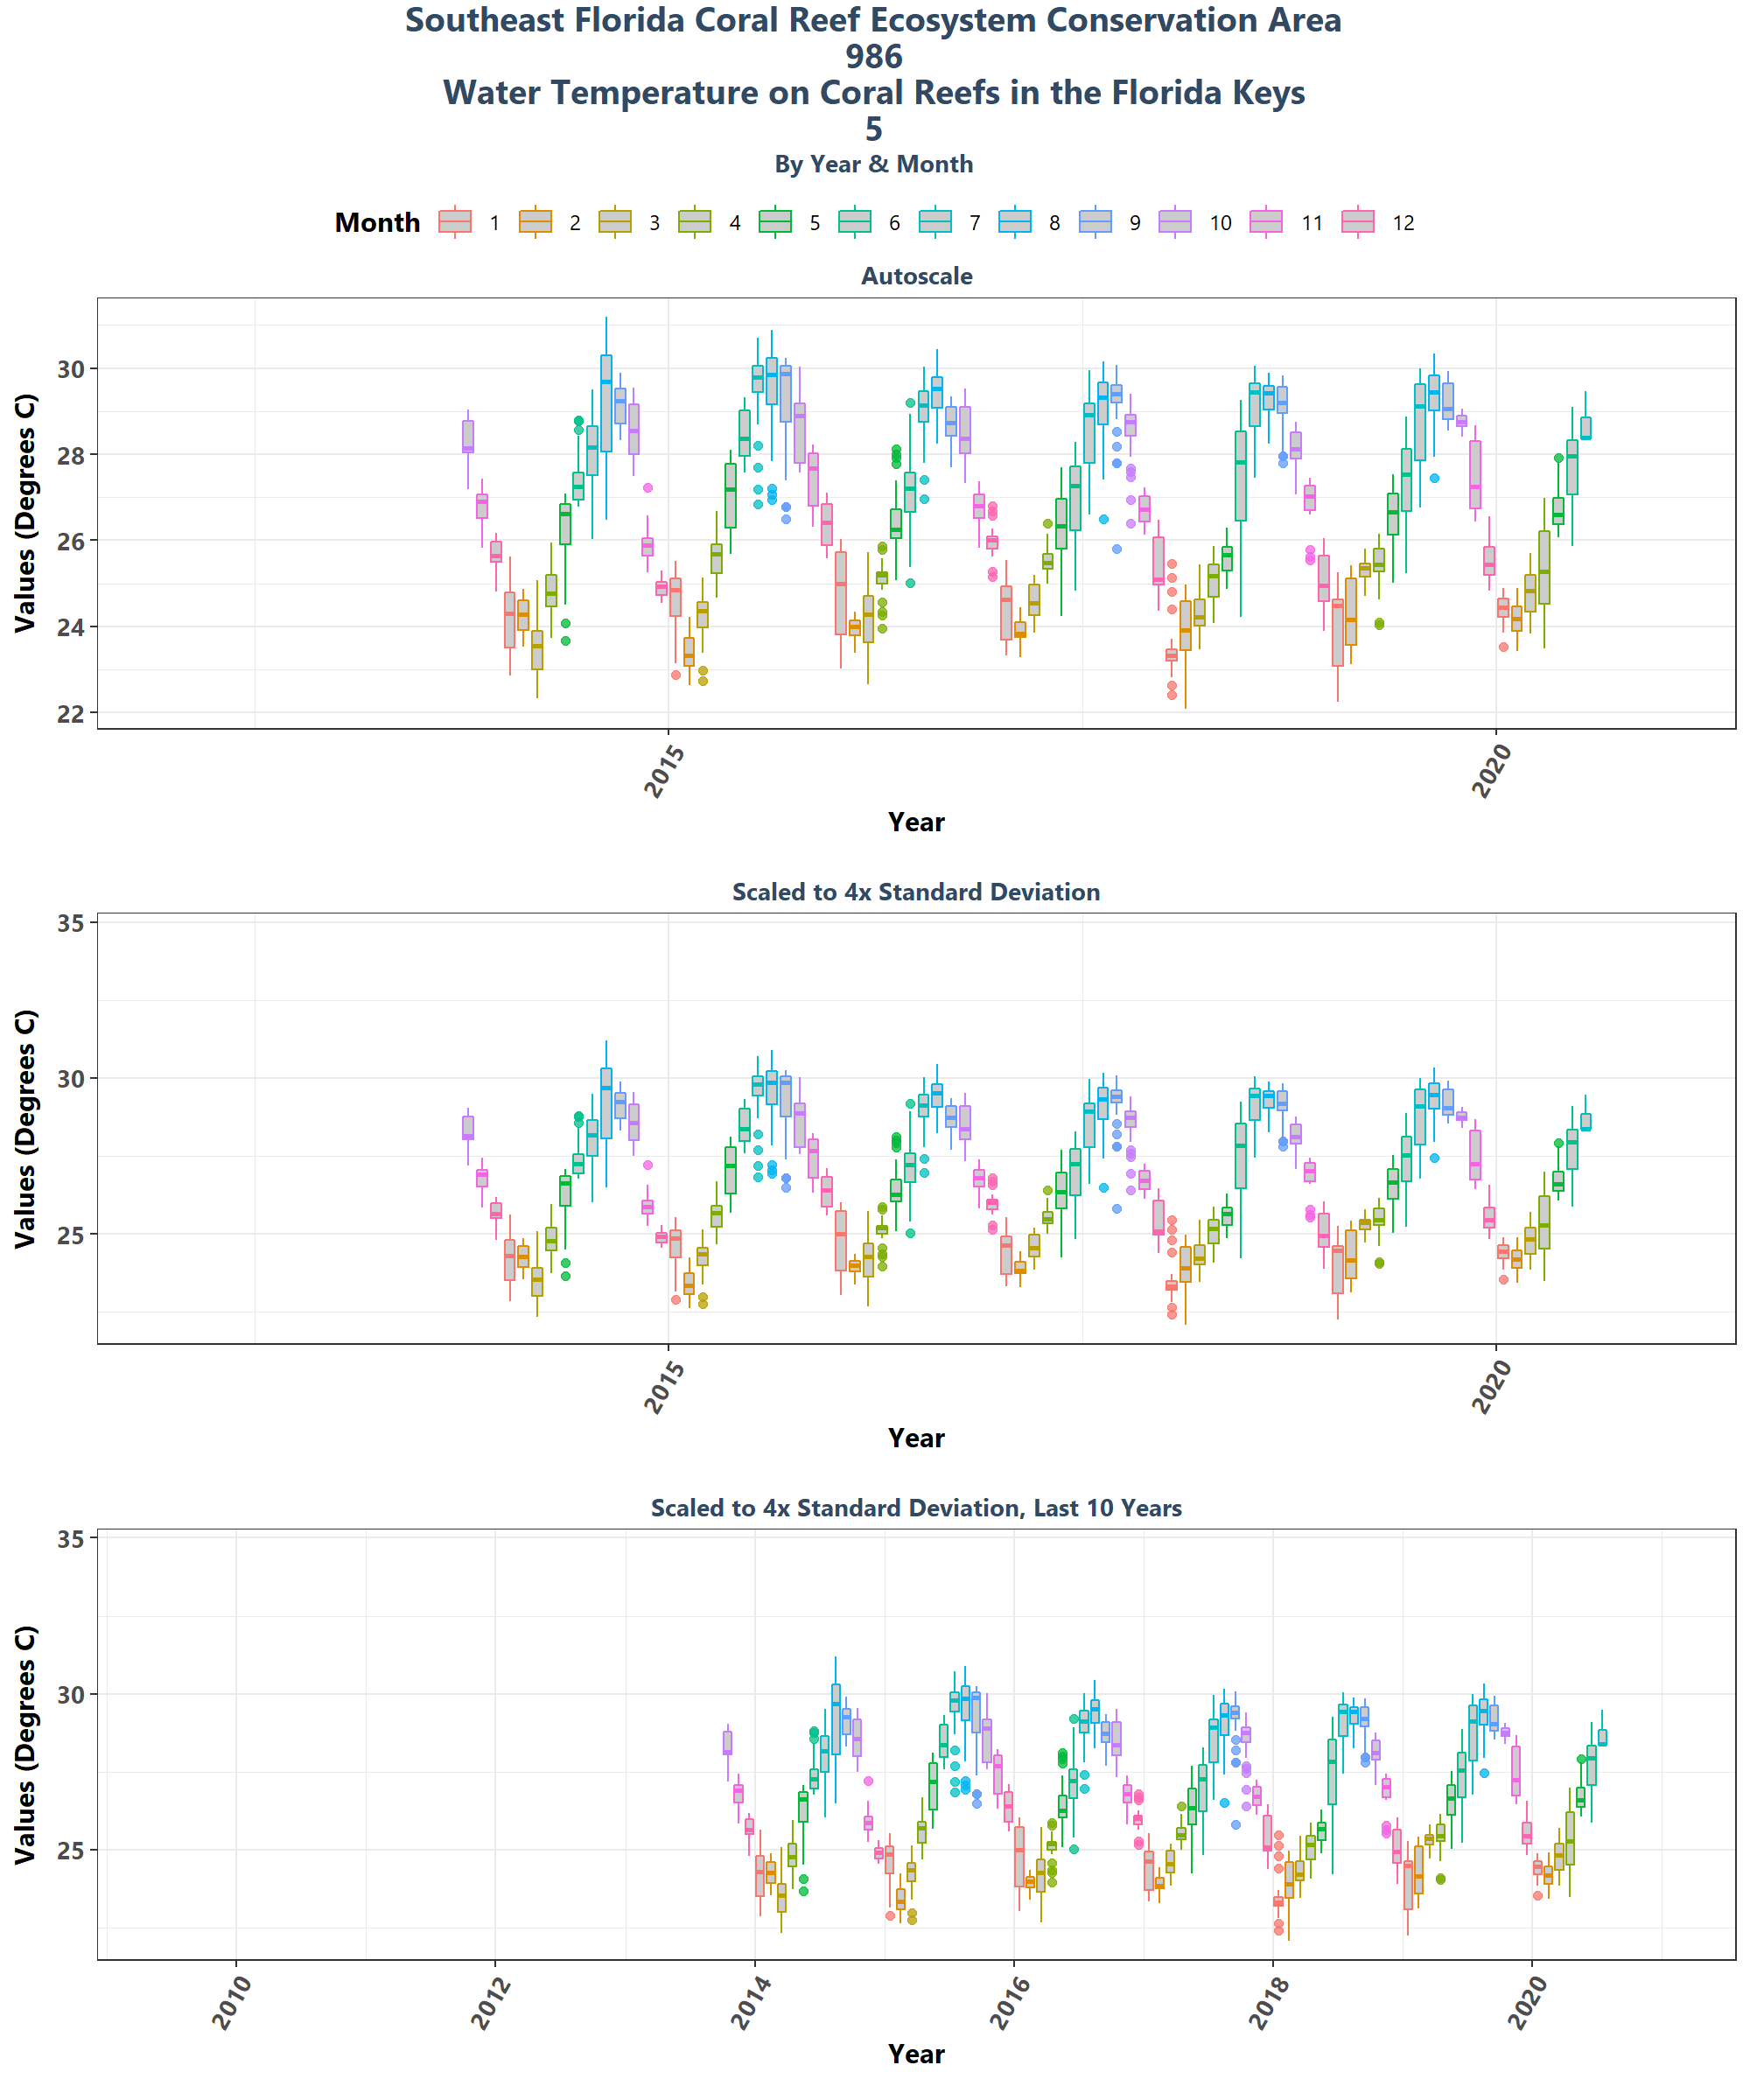 Southeast Florida Coral Reef Ecosystem Conservation Area
986
Water Temperature on Coral Reefs in the Florida Keys
5
By Year & Month
Month 1 2 3 4 5 6 7 8 9 10 11 12
Autoscale
Values (Degrees C)
30
28
26
24
22
2015 2020
Year
Scaled to 4x Standard Deviation
Values (Degrees C)
35
30
25
2015 2020
Year
Scaled to 4x Standard Deviation, Last 10 Years
Values (Degrees C)
35
30
25
2010 2012 2014 2016 2018 2020
Year